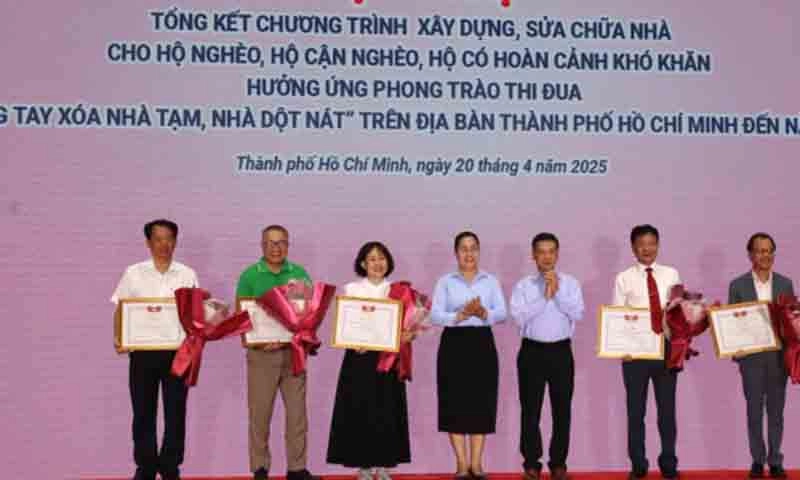 TỔNG KẾT CHƯƠNG TRÌNH XÂY DỰNG, SỬA CHỮA NHÀ
CHO HỘ NGHÈO, HỘ CẬN NGHÈO, HỘ CÓ HOÀN CẢNH KHÓ KHĂN
HƯỞNG ỨNG PHONG TRÀO THI ĐUA
TAY XÓA NHÀ TẠM, NHÀ DỘT NÁT” TRÊN ĐỊA BÀN THÀNH PHỐ HỒ CHÍ MINH ĐẾN
Thành phố Hồ Chí Minh, ngày 20 tháng 4 năm 2025